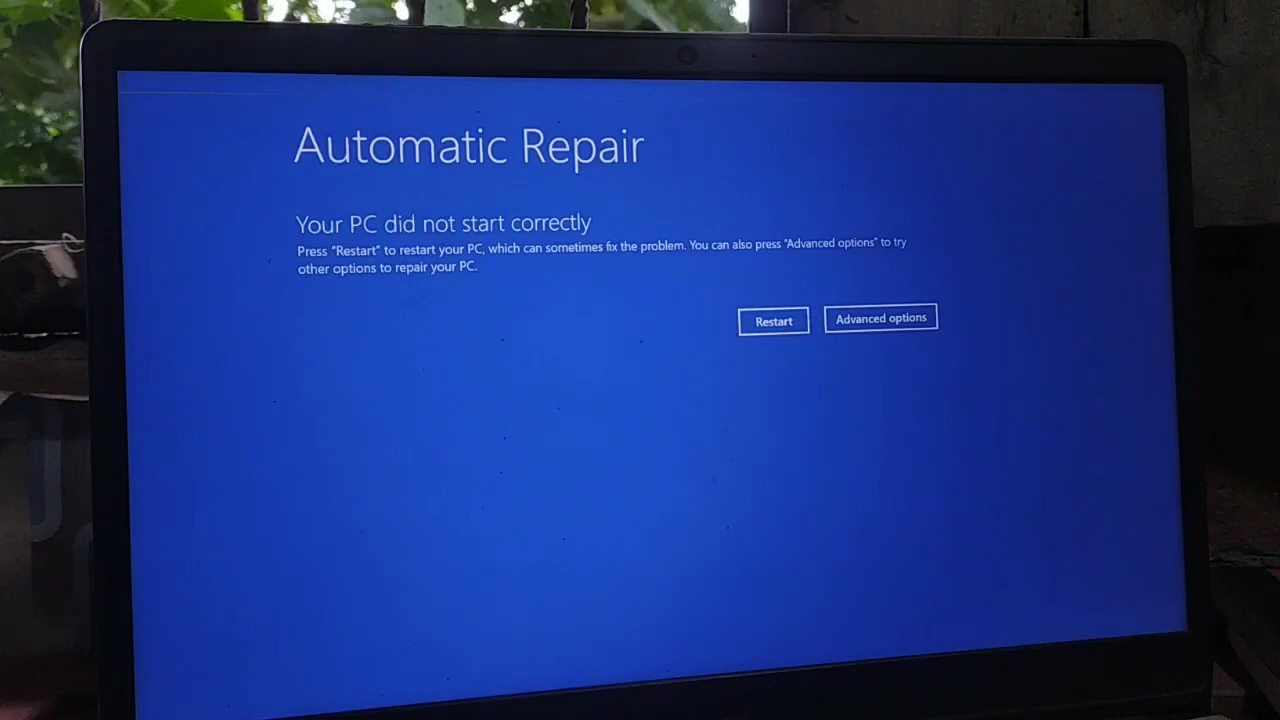 Automatic Repair
Your PC did not start correctly
Press "Restart" to restart your PC, which can sometimes fix the problem. You can also press "Advanced options" to try
other options to repair your PC.
Restart
Advanced options